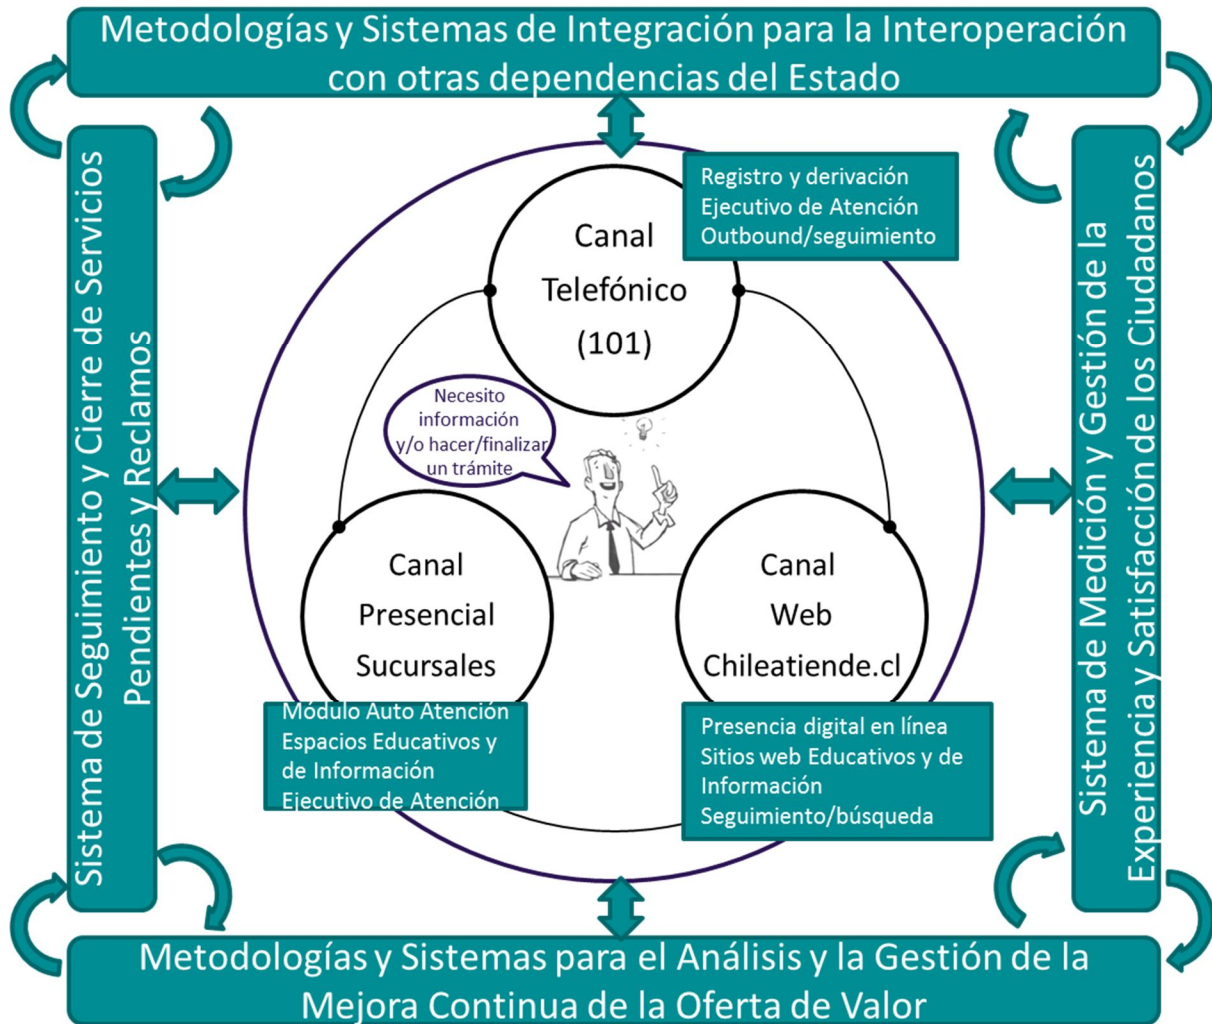 Metodologías y Sistemas de Integración para la Interoperación
con otras dependencias del Estado
Sistema de Seguimiento y Cierre de Servicios
Pendientes y Reclamos
Registro y derivación
Ejecutivo de Atención
Outbound/seguimiento
Canal
Telefónico
(101)
Necesito
información
y/o hacer/finalizar
un trámite
Canal
Presencial
Sucursales
Módulo Auto Atención
Espacios Educativos y
de Información
Ejecutivo de Atención
Canal
Web
Chileatiende.cl
Presencia digital en línea
Sitios web Educativos y de
Información
Seguimiento/búsqueda
Sistema de Medición y Gestión de la
Experiencia y Satisfacción de los Ciudadanos
Metodologías y Sistemas para el Análisis y la Gestión de la
Mejora Continua de la Oferta de Valor